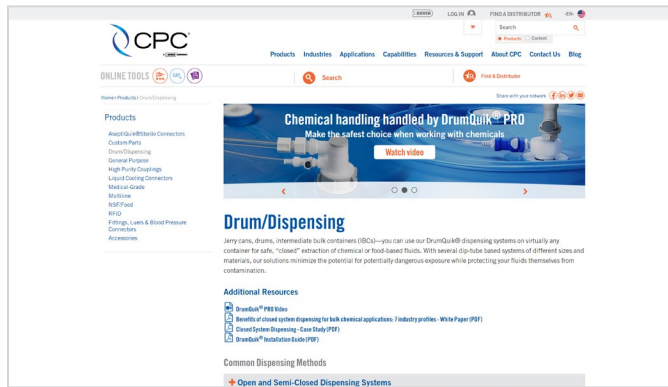 DOVER
LOG IN
FIND A DISTRIBUTOR
-EN-
Search
Products Content
CPC
Products Industries Applications Capabilities Resources & Support About CPC Contact Us Blog
ONLINE TOOLS
Search
Find A Distributor
Home> Products> Drum/Dispensing
Share with your network
Products
AseptiQuik®Sterile Connectors
Custom Parts
Drum/Dispensing
General Purpose
High Purity Couplings
Liquid Cooling Connectors
Medical-Grade
Multiline
NSF/Food
RFID
Fittings, Luers & Blood Pressure
Connectors
Accessories
Chemical handling handled by DrumQuik® PRO
Make the safest choice when working with chemicals
Watch video
Drum/Dispensing
Jerry cans, drums, intermediate bulk containers (IBCs)—you can use our DrumQuik® dispensing systems on virtually any
container for safe, "closed" extraction of chemical or food-based fluids. With several dip-tube based systems of different sizes and
materials, our solutions minimize the potential for potentially dangerous exposure while protecting your fluids themselves from
contamination.
Additional Resources
DrumQuik® PRO Video
Benefits of closed system dispensing for bulk chemical applications: 7 industry profiles - White Paper (PDF)
Closed System Dispensing - Case Study (PDF)
DrumQuik® Installation Guide (PDF)
Common Dispensing Methods
+ Open and Semi-Closed Dispensing Systems